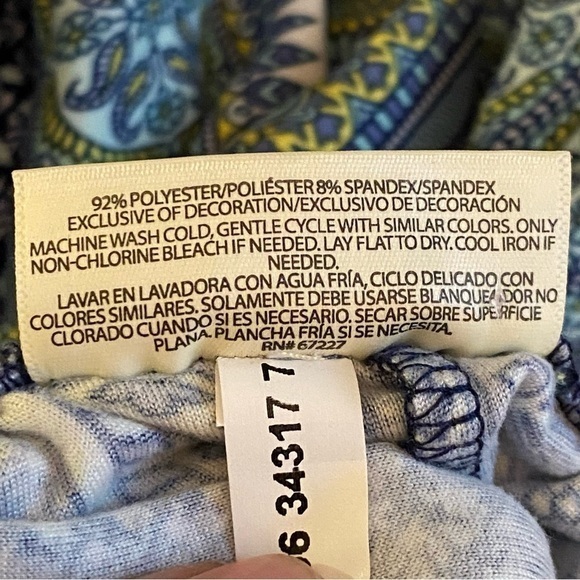 92% POLYESTER/POLIÉSTER 8% SPANDEX/SPANDEX
EXCLUSIVE OF DECORATION/EXCLUSIVO DE DECORACIÓN
MACHINE WASH COLD, GENTLE CYCLE WITH SIMILAR COLORS. ONLY
NON-CHLORINE BLEACH IF NEEDED. LAY FLAT TO DRY. COOL IRON IF
NEEDED.
LAVAR EN LAVADORA CON AGUA FRÍA, CICLO DELICADO CON
COLORES SIMILARES. SOLAMENTE DEBE USARSE BLANQUEADOR NO
CLORADO CUANDO SI ES NECESARIO. SECAR SOBRE SUPERFICIE
PLANA. PLANCHA FRÍA SI SE NECESITA.
RN# 67227
6 34317 7